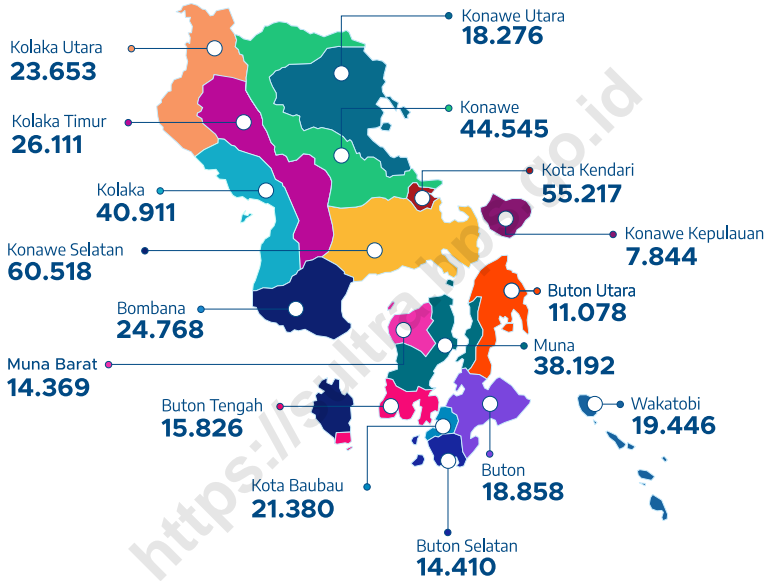 Konawe Utara
18.276
Kolaka Utara
23.653
Kolaka Timur
26.111
Konawe
44.545
Kota Kendari
55.217
Kolaka
40.911
Konawe Kepulauan
7.844
Konawe Selatan
60.518
Buton Utara
11.078
Bombana
24.768
Muna
38.192
Muna Barat
14.369
Buton Tengah
15.826
Wakatobi
19.446
Kota Baubau
21.380
Buton
18.858
Buton Selatan
14.410
https://sultra.bps.go.id